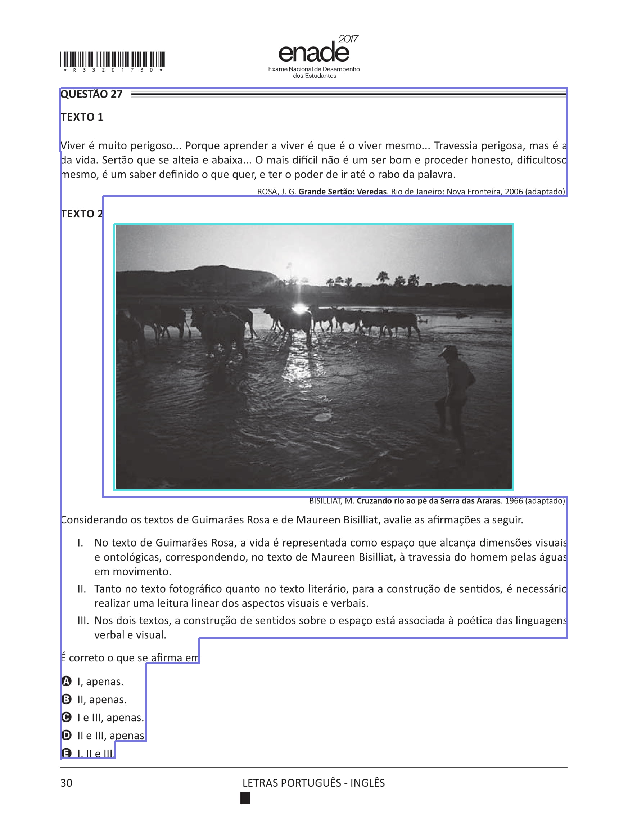 2017
enade
Exame Nacional de Desempenho
dos Estudantes
*R3320173 0*
QUESTÃO 27
TEXTO 1
Viver é muito perigoso... Porque aprender a viver é que é o viver mesmo... Travessia perigosa, mas é a
da vida. Sertão que se alteia e abaixa... O mais difícil não é um ser bom e proceder honesto, dificultoso
mesmo, é um saber definido o que quer, e ter o poder de ir até o rabo da palavra.
ROSA, J. G. Grande Sertão: Veredas. Rio de Janeiro: Nova Fronteira, 2006 (adaptado).
TEXTO 2
BISILLIAT, M. Cruzando rio ao pé da Serra das Araras. 1966 (adaptado).
Considerando os textos de Guimarães Rosa e de Maureen Bisilliat, avalie as afirmações a seguir.
I. No texto de Guimarães Rosa, a vida é representada como espaço que alcança dimensões visuais
e ontológicas, correspondendo, no texto de Maureen Bisilliat, à travessia do homem pelas águas
em movimento.
II. Tanto no texto fotográfico quanto no texto literário, para a construção de sentidos, é necessário
realizar uma leitura linear dos aspectos visuais e verbais.
III. Nos dois textos, a construção de sentidos sobre o espaço está associada à poética das linguagens
verbal e visual.
É correto o que se afirma em
A I, apenas.
B II, apenas.
C I e III, apenas.
D II e III, apenas.
E I, II e III.
30
LETRAS PORTUGUÊS - INGLÊS